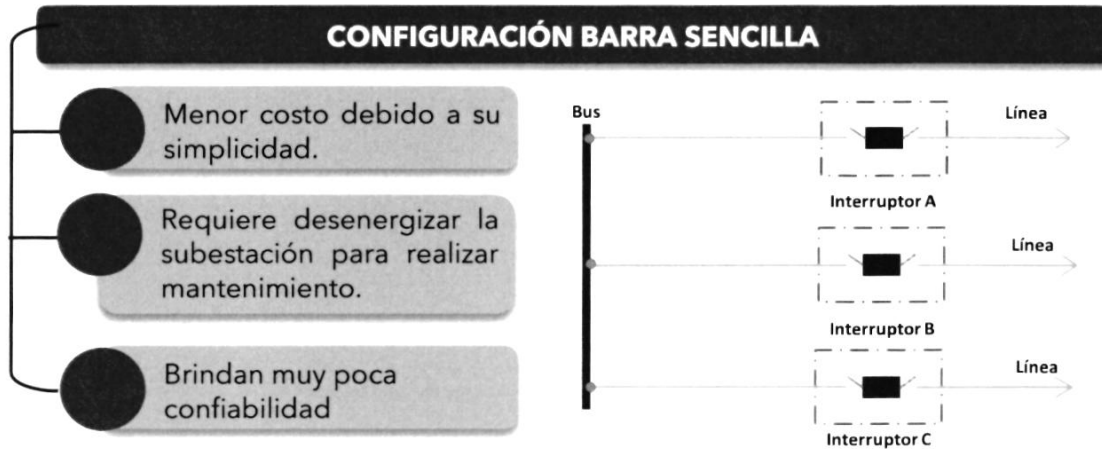 CONFIGURACIÓN BARRA SENCILLA
Menor costo debido a su
simplicidad.
Requiere desenergizar la
subestación para realizar
mantenimiento.
Brindan muy poca
confiabilidad
Bus
Línea
Interruptor A
Línea
Interruptor B
Línea
Interruptor C